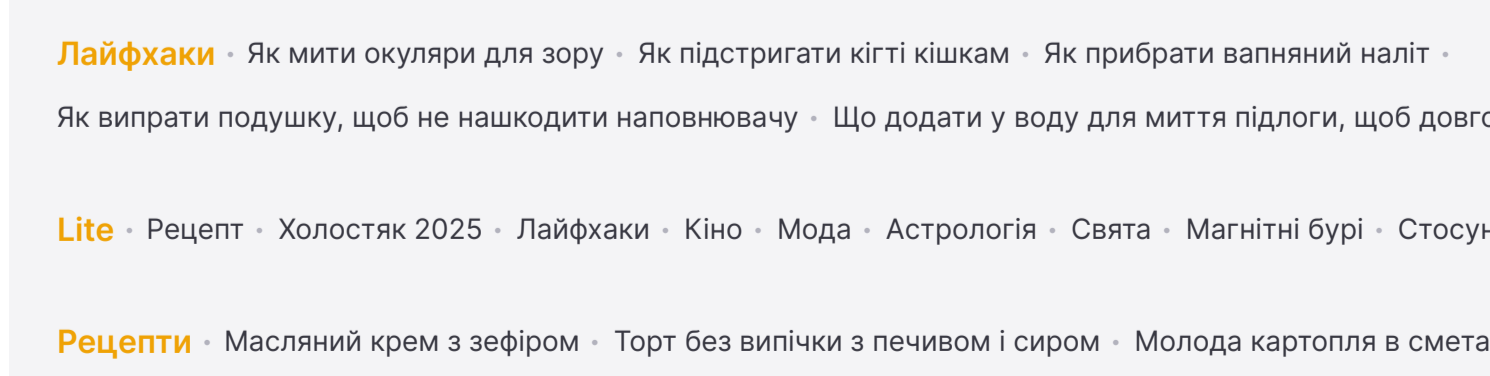 Лайфхаки • Як мити окуляри для зору • Як підстригати кігті кішкам • Як прибрати вапняний наліт •
Як випрати подушку, щоб не нашкодити наповнювачу • Що додати у воду для миття підлоги, щоб
Lite • Рецепт • Холостяк 2025 • Лайфхаки • Кіно • Мода • Астрологія • Свята • Магнітні бурі •
Рецепти • Масляний крем з зефіром • Торт без випічки з печивом і сиром • Молода картопля в